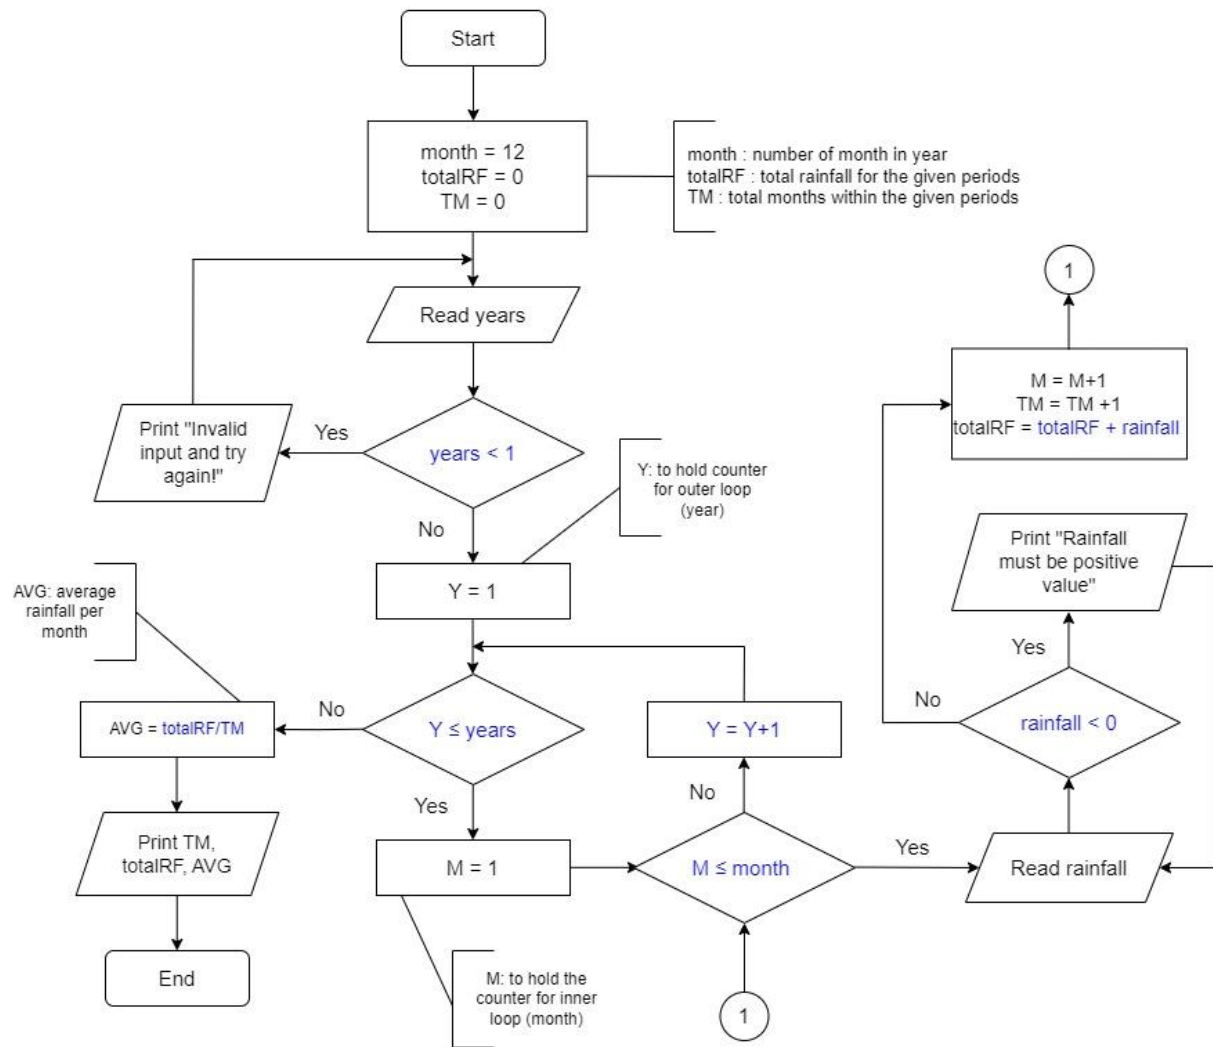 Start
month = 12
totalRF = 0
TM = 0
month : number of month in year
totalRF : total rainfall for the given periods
TM : total months within the given periods
Read years
years < 1
Yes
Print "Invalid
input and try
again!"
No
Y = 1
Y: to hold counter
for outer loop
(year)
Y ≤ years
No
AVG = totalRF/TM
AVG: average
rainfall per
month
Print TM,
totalRF, AVG
End
Yes
M = 1
M: to hold the
counter for inner
loop (month)
M ≤ month
No
Y = Y+1
1
Yes
Read rainfall
rainfall < 0
Yes
Print "Rainfall
must be positive
value"
No
M = M+1
TM = TM +1
totalRF = totalRF + rainfall
1